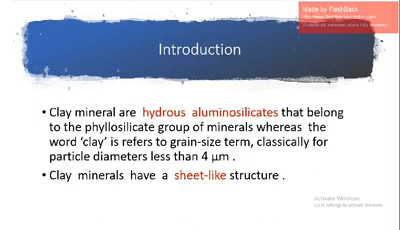 Made by FlashBack
Introduction
• Clay mineral are hydrous aluminosilicates that belong
to the phyllosilicate group of minerals whereas the
word ‘clay’ is refers to grain-size term, classically for
particle diameters less than 4 µm .
• Clay minerals have a sheet-like structure .
Activate Windows
Go to Settings to activate Windows.